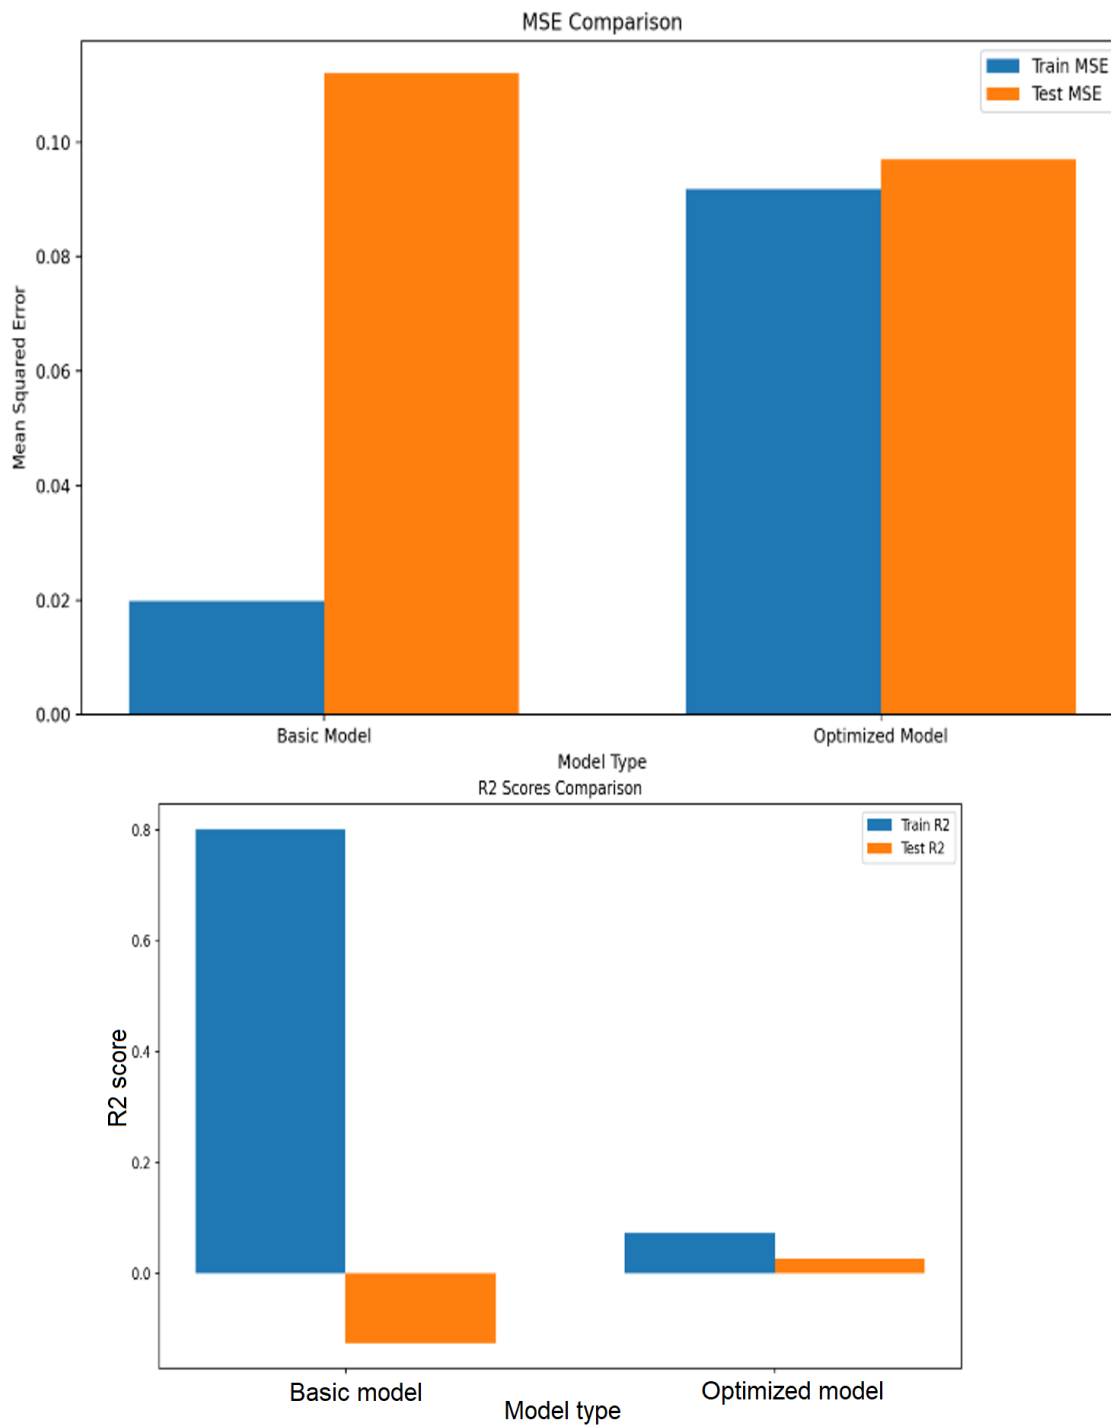 MSE Comparison
Train MSE
Test MSE
0.10
0.08
0.06
0.04
0.02
0.00
Mean Squared Error
Basic Model
Optimized Model
Model Type
R2 Scores Comparison
Train R2
Test R2
0.8
0.6
0.4
0.2
0.0
R2 score
Basic model
Optimized model
Model type